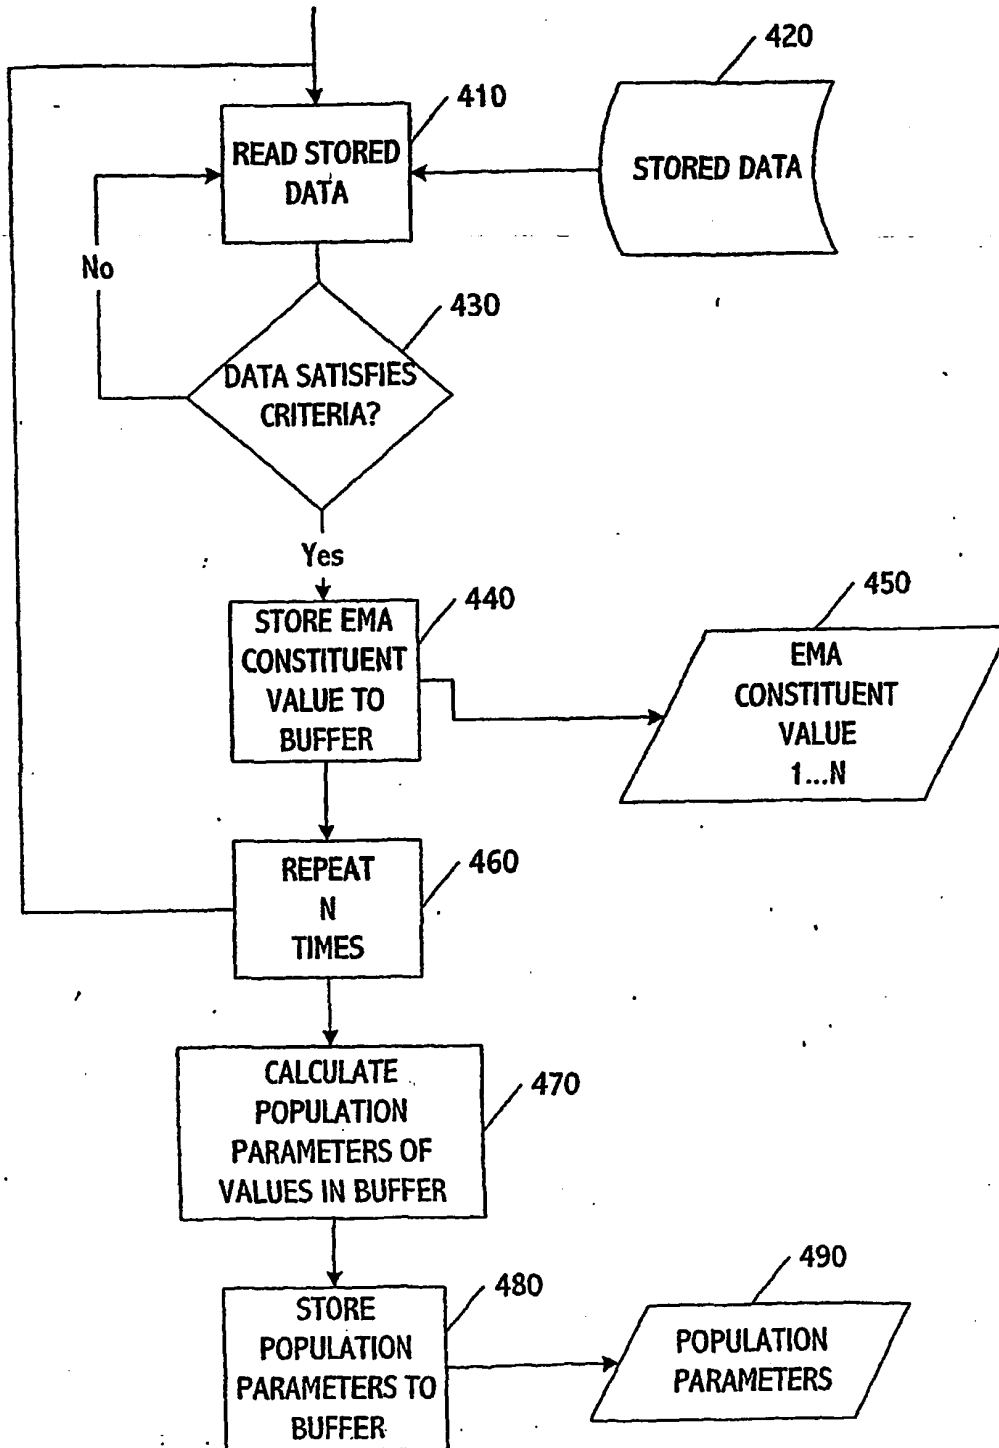 420
410
READ STORED
DATA
STORED DATA
No
430
DATA SATISFIES
CRITERIA?
Yes
440
STORE EMA
CONSTITUENT
VALUE TO
BUFFER
450
EMA
CONSTITUENT
VALUE
1...N
460
REPEAT
N
TIMES
470
CALCULATE
POPULATION
PARAMETERS OF
VALUES IN BUFFER
480
STORE
POPULATION
PARAMETERS TO
BUFFER
490
POPULATION
PARAMETERS